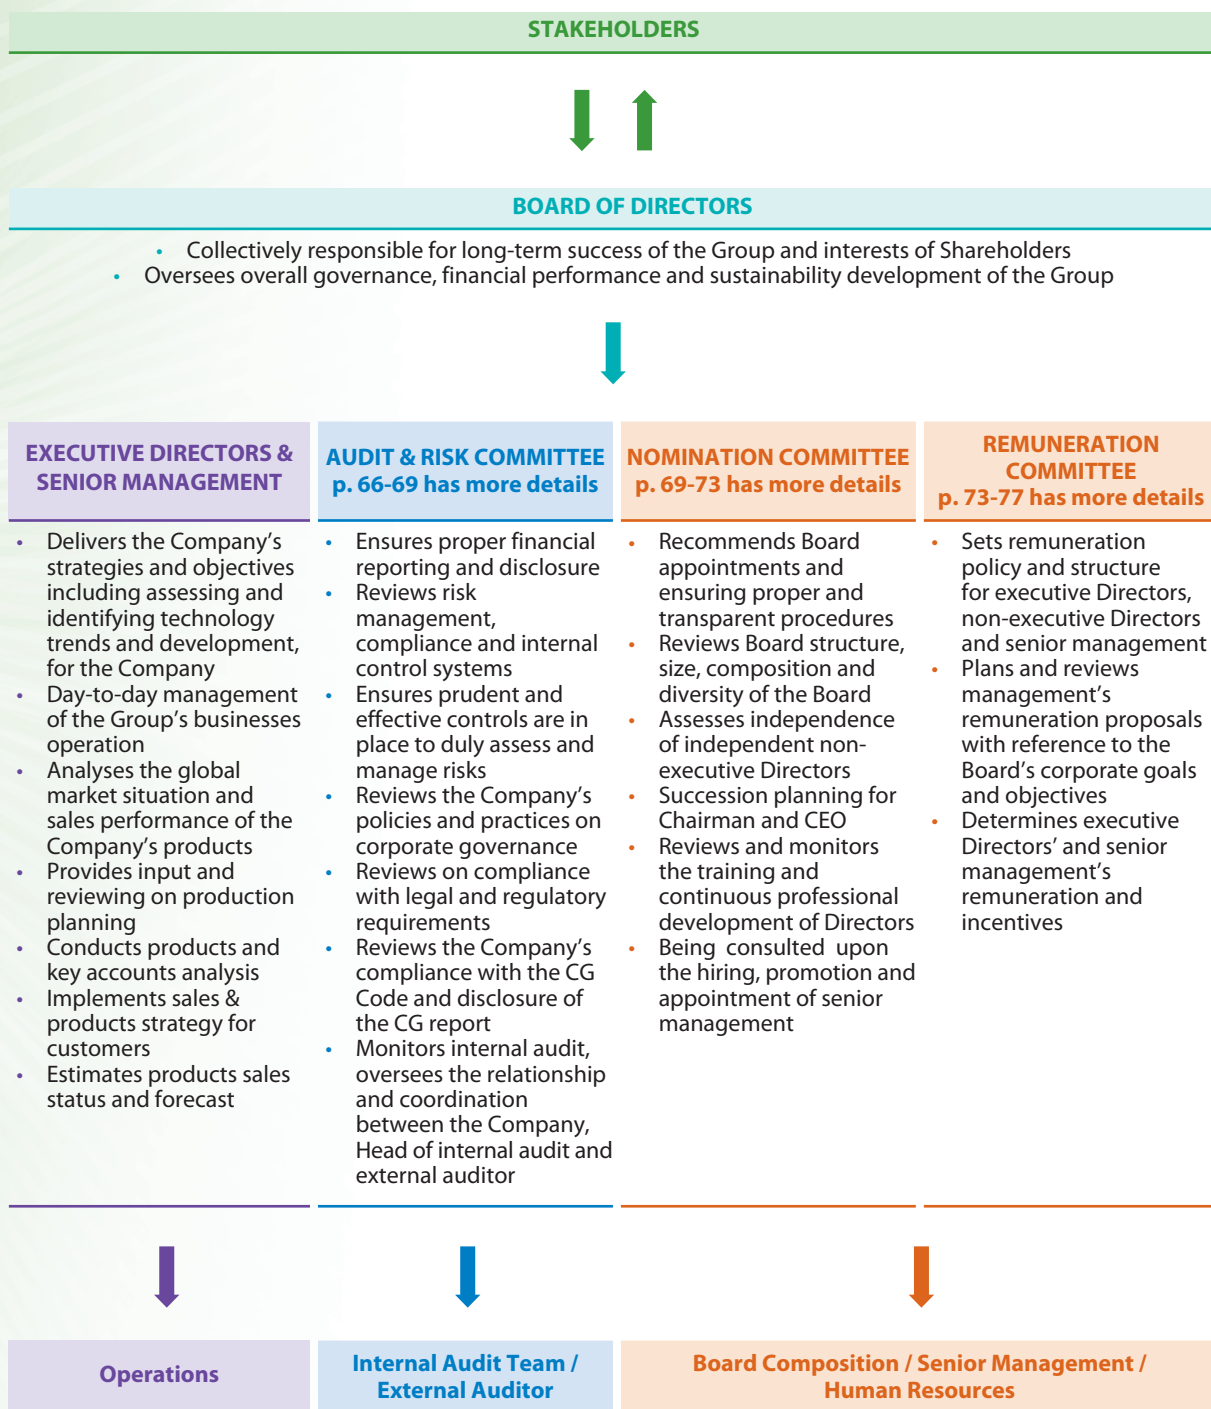 STAKEHOLDERS
BOARD OF DIRECTORS
• Collectively responsible for long-term success of the Group and interests of Shareholders
• Oversees overall governance, financial performance and sustainability development of the Group
EXECUTIVE DIRECTORS &
SENIOR MANAGEMENT
• Delivers the Company's
strategies and objectives
including assessing and
identifying technology
trends and development,
for the Company
• Day-to-day management
of the Group's businesses
operation
• Analyses the global
market situation and
sales performance of the
Company's products
• Provides input and
reviewing on production
planning
• Conducts products and
key accounts analysis
• Implements sales &
products strategy for
customers
• Estimates products sales
status and forecast
AUDIT & RISK COMMITTEE
p. 66-69 has more details
• Ensures proper financial
reporting and disclosure
• Reviews risk
management,
compliance and internal
control systems
• Ensures prudent and
effective controls are in
place to duly assess and
manage risks
• Reviews the Company's
policies and practices on
corporate governance
• Reviews on compliance
with legal and regulatory
requirements
• Reviews the Company's
compliance with the CG
Code and disclosure of
the CG report
• Monitors internal audit,
oversees the relationship
and coordination
between the Company,
Head of internal audit and
external auditor
NOMINATION COMMITTEE
p. 69-73 has more details
• Recommends Board
appointments and
ensuring proper and
transparent procedures
• Reviews Board structure,
size, composition and
diversity of the Board
• Assesses independence
of independent non-
executive Directors
• Succession planning for
Chairman and CEO
• Reviews and monitors
the training and
continuous professional
development of Directors
• Being consulted upon
the hiring, promotion and
appointment of senior
management
REMUNERATION
COMMITTEE
p. 73-77 has more details
• Sets remuneration
policy and structure
for executive Directors,
non-executive Directors
and senior management
• Plans and reviews
management's
remuneration proposals
with reference to the
Board's corporate goals
and objectives
• Determines executive
Directors' and senior
management's
remuneration and
incentives
Operations
Internal Audit Team /
External Auditor
Board Composition / Senior Management /
Human Resources